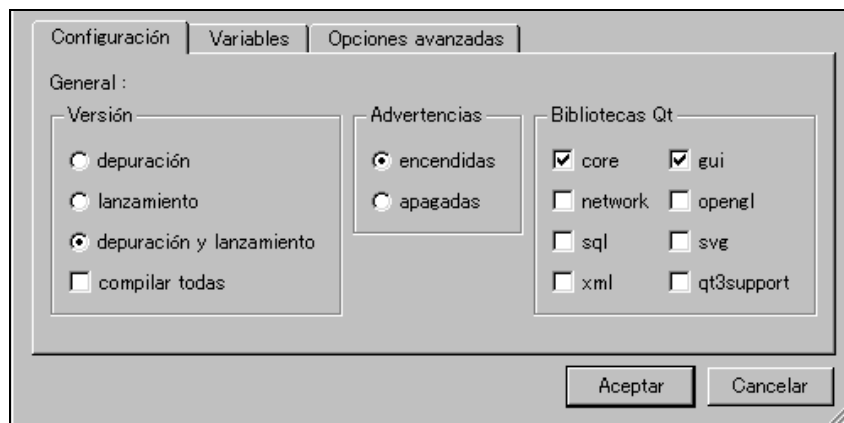 Configuración Variables Opciones avanzadas
General :
Versión Advertencias Bibliotecas Qt
depuración encendidas core gui
lanzamiento apagadas network opengl
depuración y lanzamiento sql svg
compilar todas xml qt3support
Aceptar Cancelar